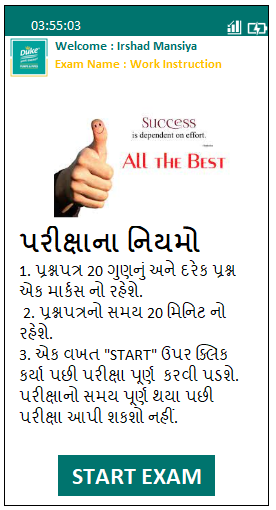 03:55:03
Duke
Welcome : Irshad Mansiya
Exam Name : Work Instruction
Success
is dependent on effort.
ALL THE BEST
પરીક્ષાના નિયમો
1. પ્રશ્નપત્ર 20 ગુણનું અને દરેક પ્રશ્ન
એક માર્કસ નો રહેશે.
2. પ્રશ્નપત્રનો સમય 20 મિનિટ નો
રહેશે.
3. એક વખત "START" ઉપર ક્લિક
કર્યા પછી પરીક્ષા પૂર્ણ કરવી પડશે.
પરીક્ષાનો સમય પૂર્ણ થયા પછી
પરીક્ષા આપી શકશો નહીં.
START EXAM